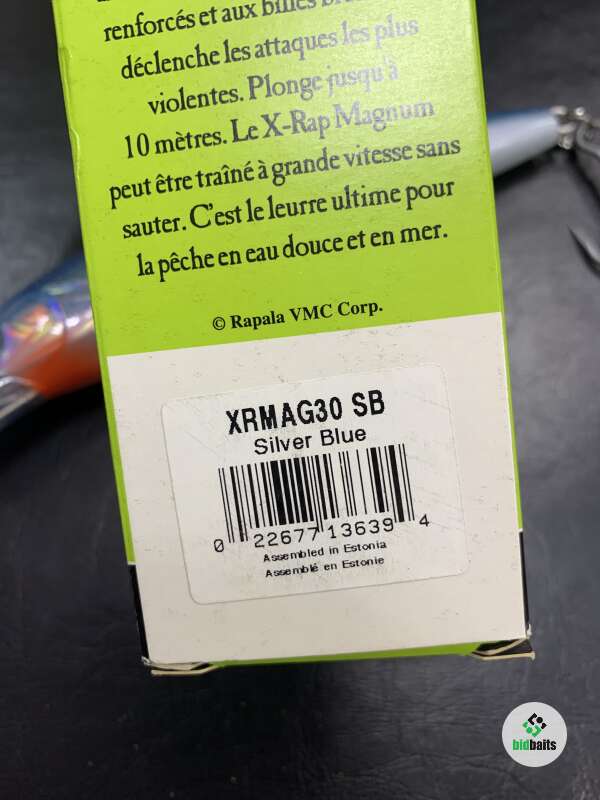 renforcés et aux billes
déclenche les attaques les plus
violentes. Plonge jusqu'à
10 mètres. Le X-Rap Magnum
peut être traîné à grande vitesse sans
sauter. C'est le leurre ultime pour
la pêche en eau douce et en mer.
© Rapala VMC Corp.
XRMAG30 SB
Silver Blue
0 22677 13639 4
Assembled in Estonia
Assemblé en Estonie
bidbaits